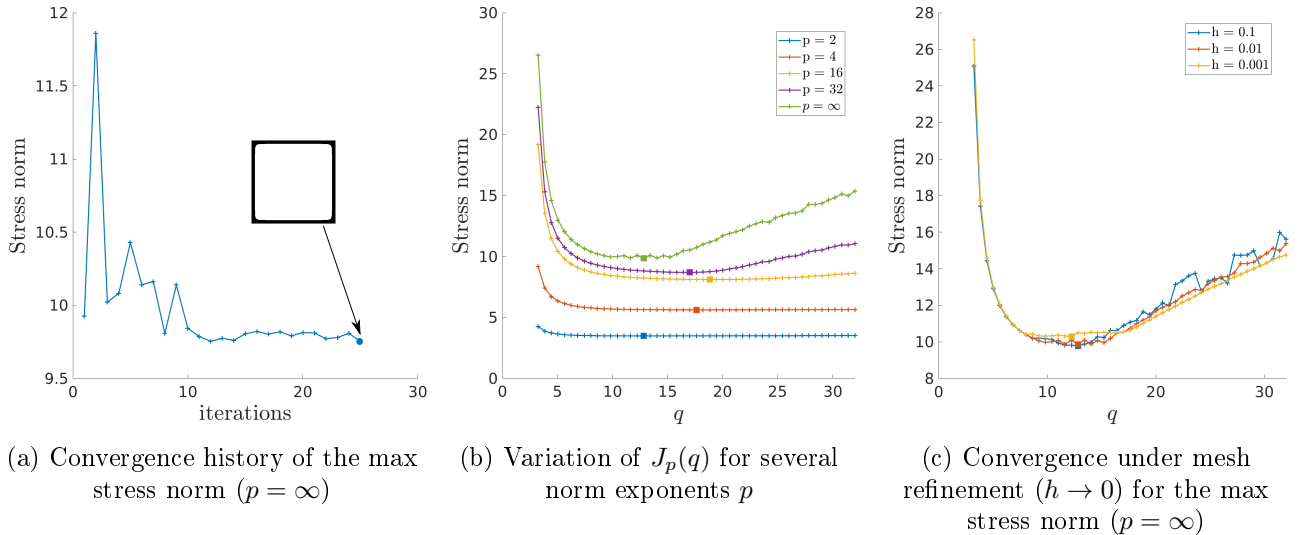 12
11.5
11
10.5
10
9.5
0
10
20
30
Stress norm
iterations
30
25
20
15
10
5
0
0
5
10
15
20
25
30
Stress norm
q
p = 2
p = 4
p = 16
p = 32
p = ∞
28
26
24
22
20
18
16
14
12
10
8
0
10
20
30
Stress norm
q
h = 0.1
h = 0.01
h = 0.001
(a) Convergence history of the max
stress norm (p = ∞)
(b) Variation of Jp(q) for several
norm exponents p
(c) Convergence under mesh
refinement (h → 0) for the max
stress norm (p = ∞)